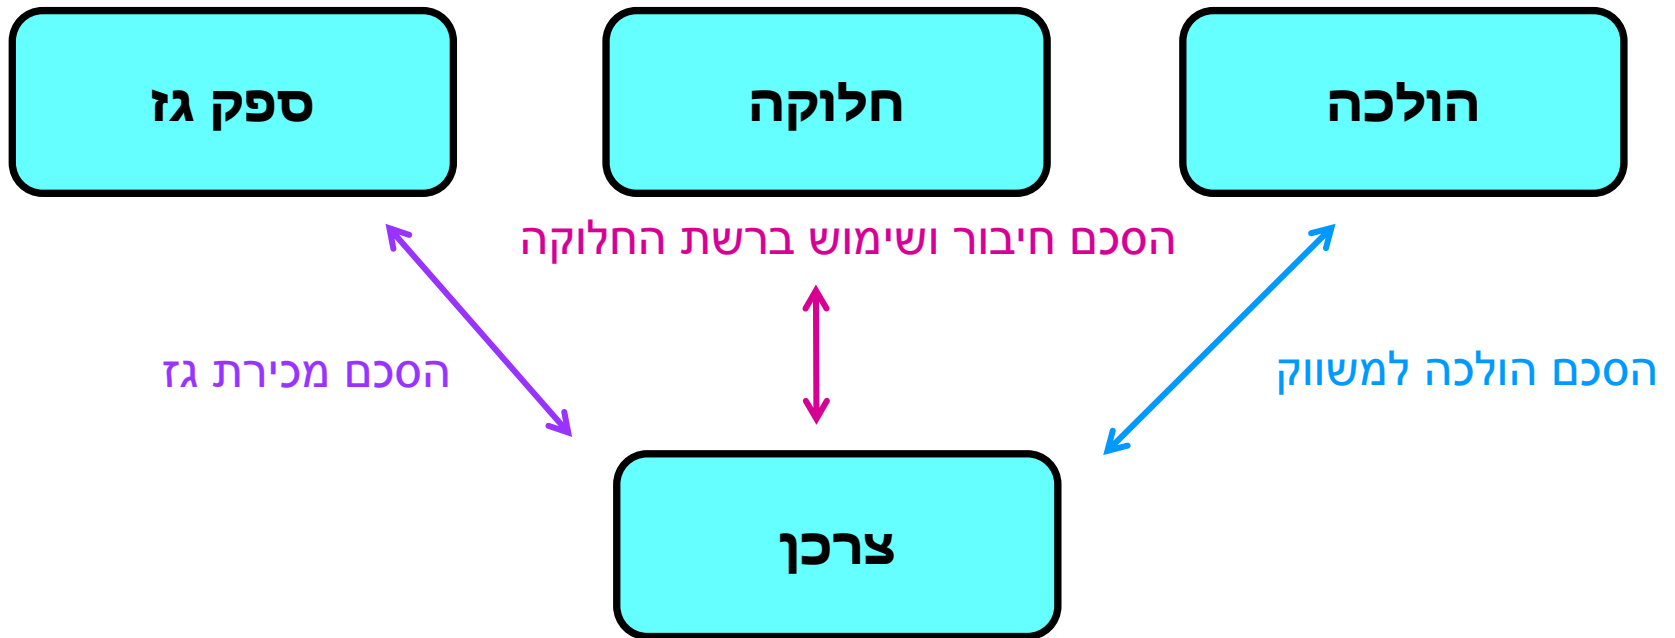 הולכה
חלוקה
ספק גז
הסכם חיבור ושימוש ברשת החלוקה
הסכם הולכה למשווק
הסכם מכירת גז
צרכן